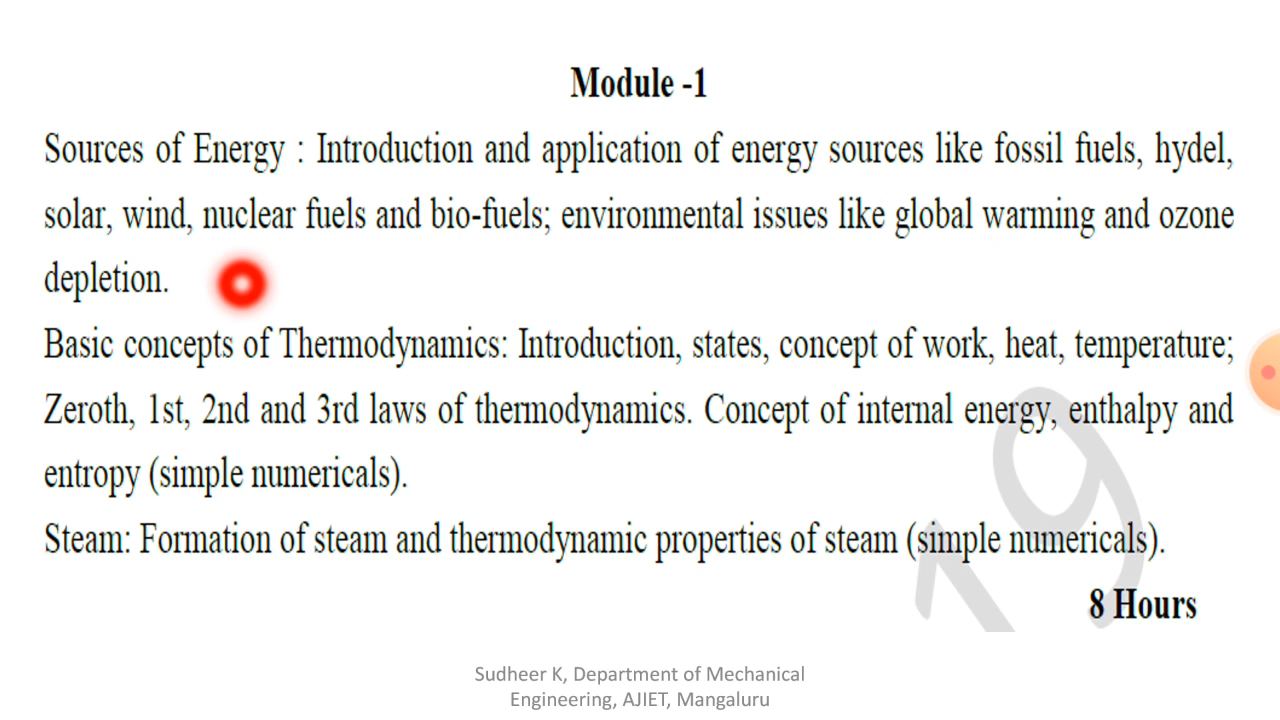 Module -1
Sources of Energy : Introduction and application of energy sources like fossil fuels, hydel,
solar, wind, nuclear fuels and bio-fuels; environmental issues like global warming and ozone
depletion.
Basic concepts of Thermodynamics: Introduction, states, concept of work, heat, temperature;
Zeroth, 1st, 2nd and 3rd laws of thermodynamics. Concept of internal energy, enthalpy and
entropy (simple numericals).
Steam: Formation of steam and thermodynamic properties of steam (simple numericals).
19
8 Hours
Sudheer K, Department of Mechanical
Engineering, AJIET, Mangaluru